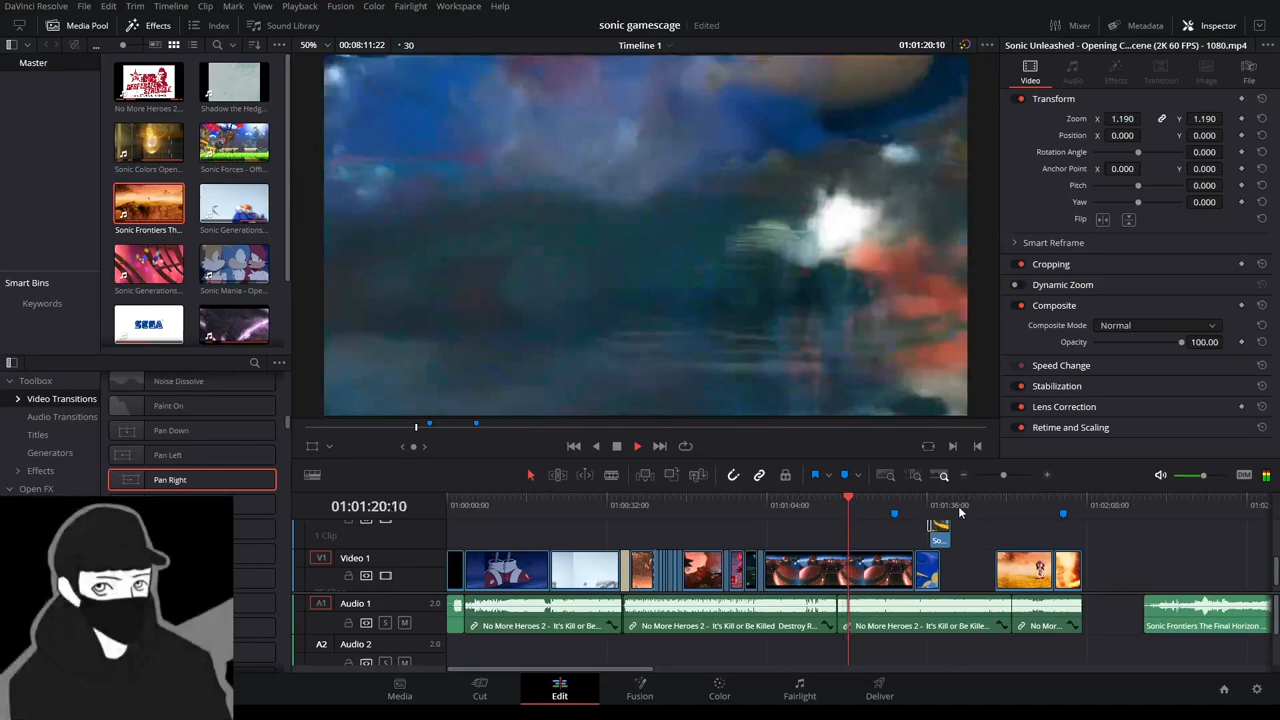 DaVinci Resolve File Edit Trim Timeline Clip Mark View Playback Fusion Color Fairlight Workspace Help
Media Pool Effects Index Sound Library sonic gamescage Edited Mixer Metadata Inspector
... 50% 00:08:11:22 30 Timeline 1 01:01:20:10 Sonic Unleashed - Opening C...cene (2K 60 FPS) - 1080.mp4
Master
Video Audio Effects Transition Image File
No More Heroes 2... Shadow the Hedg...
Transform
Zoom X 1.190 Y 1.190
Position X 0.000 Y 0.000
Rotation Angle 0.000
Sonic Colors Open... Sonic Forces - Offi...
Anchor Point X 0.000 Y 0.000
Pitch 0.000
Yaw 0.000
Flip
Sonic Frontiers Th... Sonic Generations...
Smart Reframe
Cropping
Smart Bins
Dynamic Zoom
Sonic Generations... Sonic Mania - Ope...
Keywords
Composite
Composite Mode Normal
SEGA
Opacity 100.00
Speed Change
Toolbox
Noise Dissolve
Stabilization
Video Transitions
Paint On
Lens Correction
Audio Transitions
Pan Down
Retime and Scaling
Titles
Generators
Pan Left
Effects
Pan Right
Open FX
DIM
01:01:20:10 01:00:00:00 01:00:32:00 01:01:04:00 01:01:36:00 01:02:08:00 01:02
1 Clip
So...
V1 Video 1
A1 Audio 1 2.0
S M No More Heroes 2 - It's Kill or Be... No More Heroes 2 - It's Kill or Be Killed Destroy R... No More Heroes 2 - It's Kill or Be Kille... No Mor... Sonic Frontiers The Final Horizon ...
A2 Audio 2 2.0
S M
Media Cut Edit Fusion Color Fairlight Deliver